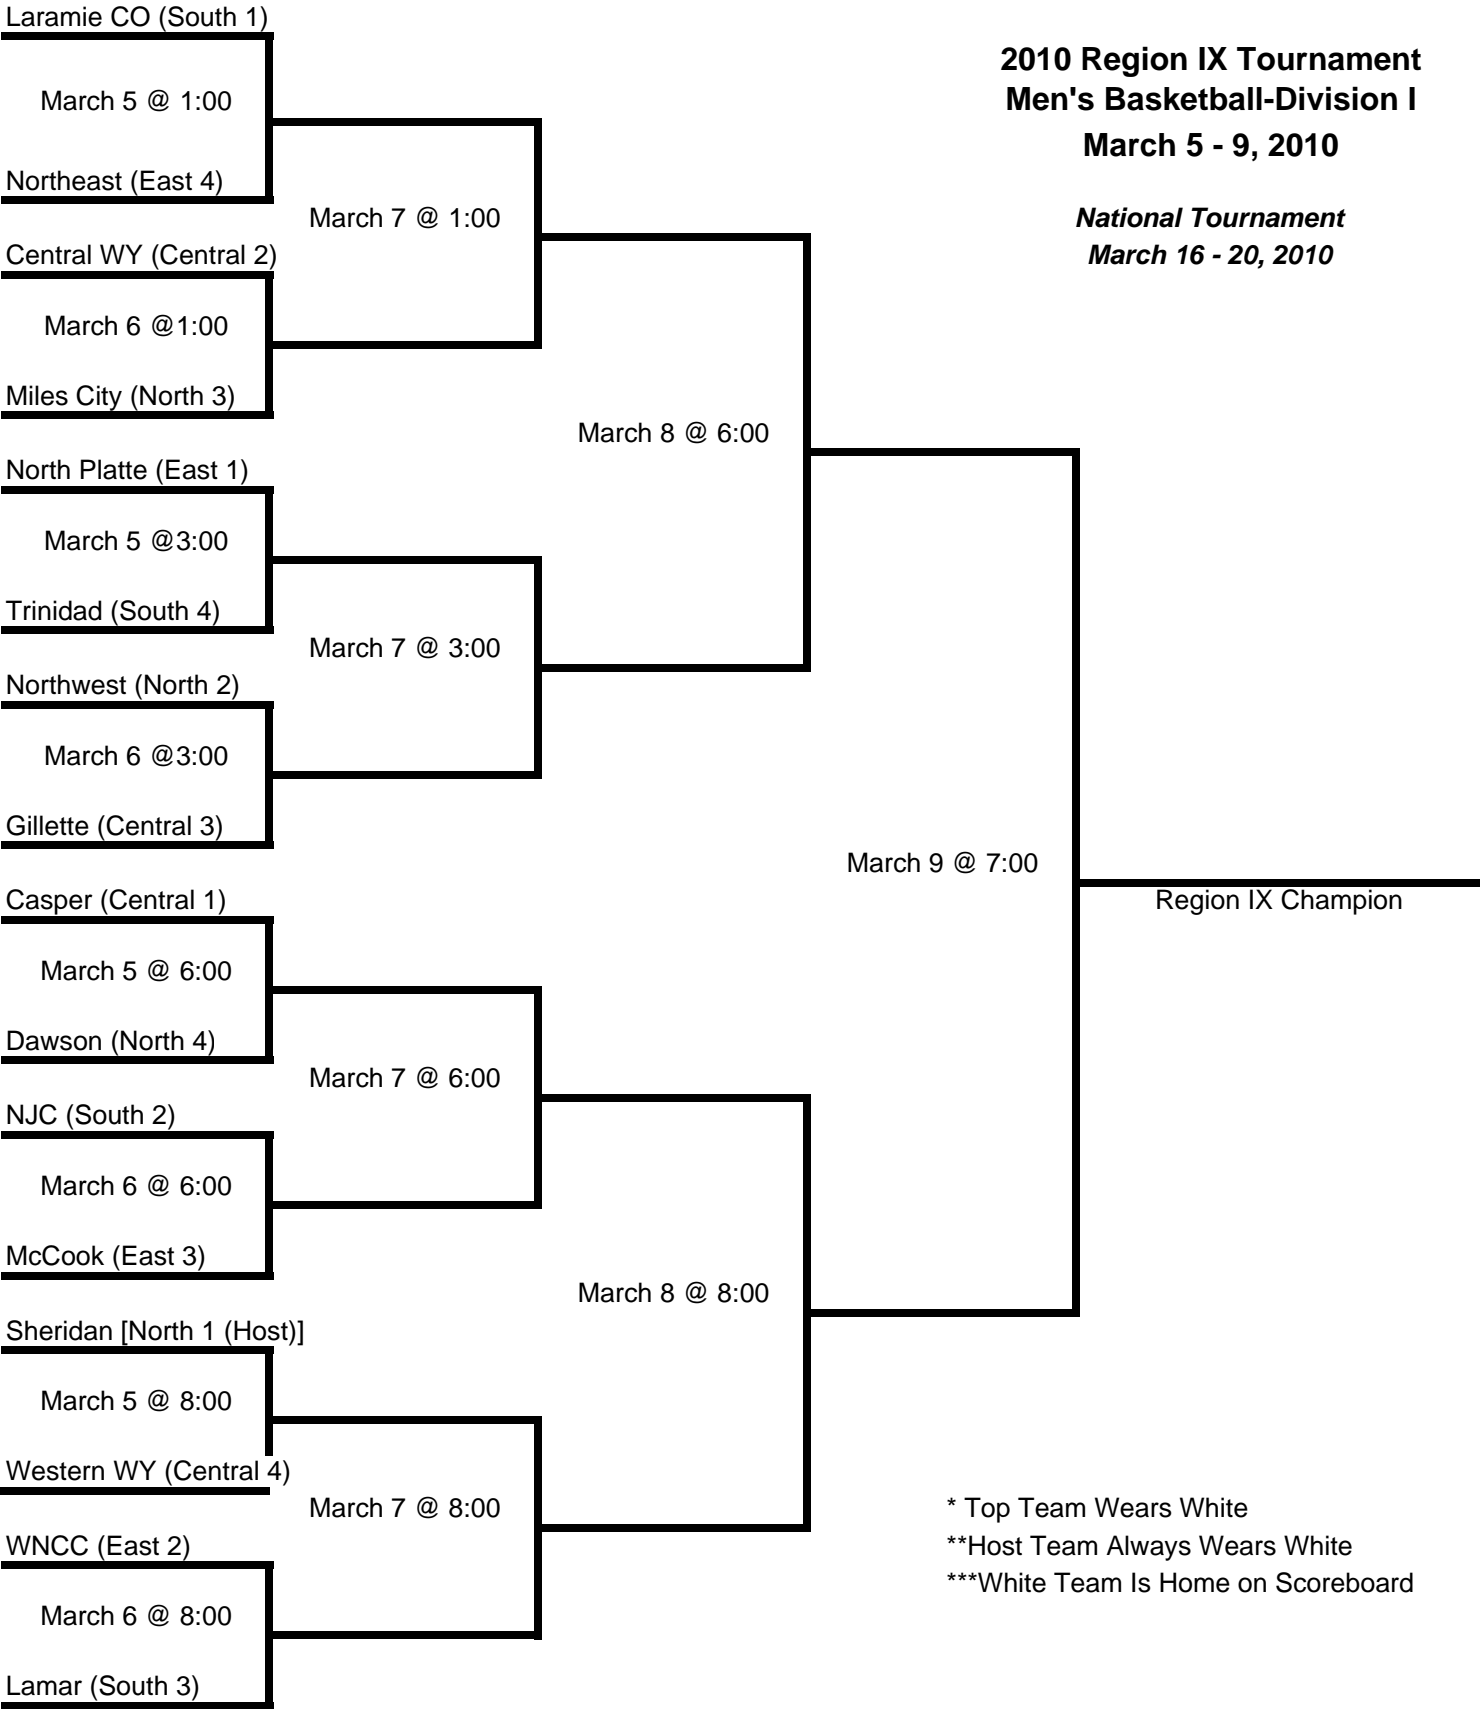 Laramie CO (South 1)
2010 Region IX Tournament
Men's Basketball-Division I
March 5 - 9, 2010
National Tournament
March 16 - 20, 2010
March 5 @ 1:00
Northeast (East 4)
March 7 @ 1:00
Central WY (Central 2)
March 6 @1:00
Miles City (North 3)
March 8 @ 6:00
North Platte (East 1)
March 5 @3:00
Trinidad (South 4)
March 7 @ 3:00
Northwest (North 2)
March 6 @3:00
Gillette (Central 3)
March 9 @ 7:00
Region IX Champion
Casper (Central 1)
March 5 @ 6:00
Dawson (North 4)
March 7 @ 6:00
NJC (South 2)
March 6 @ 6:00
McCook (East 3)
March 8 @ 8:00
Sheridan [North 1 (Host)]
March 5 @ 8:00
Western WY (Central 4)
March 7 @ 8:00
WNCC (East 2)
March 6 @ 8:00
Lamar (South 3)
* Top Team Wears White
**Host Team Always Wears White
***White Team Is Home on Scoreboard